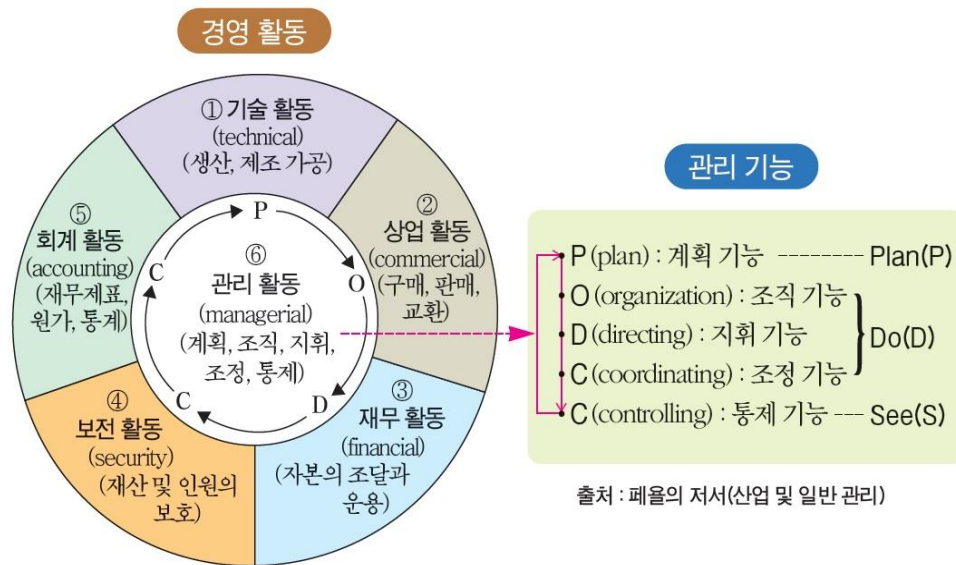 경영 활동
① 기술 활동
(technical)
(생산, 제조 가공)
②
상업 활동
(commercial)
(구매, 판매,
교환)
③
재무 활동
(financial)
(자본의 조달과
운용)
④
보전 활동
(security)
(재산 및 인원의
보호)
⑤
회계 활동
(accounting)
(재무제표,
원가, 통계)
P
O
D
C
C
⑥
관리 활동
(managerial)
(계획, 조직, 지휘,
조정, 통제)
관리 기능
P(plan) : 계획 기능 Plan(P)
O(organization) : 조직 기능
D(directing) : 지휘 기능 Do(D)
C(coordinating) : 조정 기능
C(controlling) : 통제 기능 See(S)
출처 : 페율의 저서(산업 및 일반 관리)